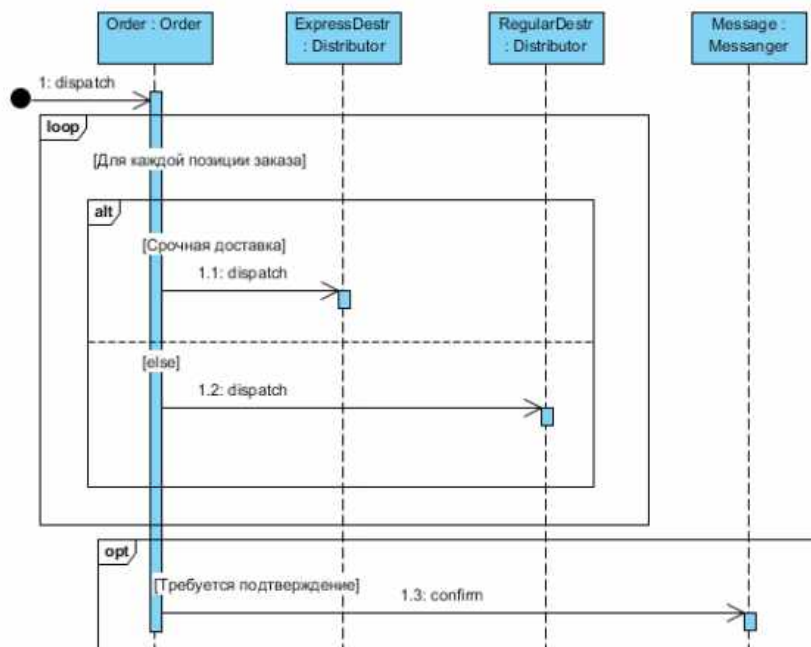 Order : Order
ExpressDestr
: Distributor
RegularDestr
: Distributor
Message :
Messanger
1: dispatch
loop
[Для каждой позиции заказа]
alt
[Срочная доставка]
1.1: dispatch
[else]
1.2: dispatch
opt
[Требуется подтверждение]
1.3: confirm